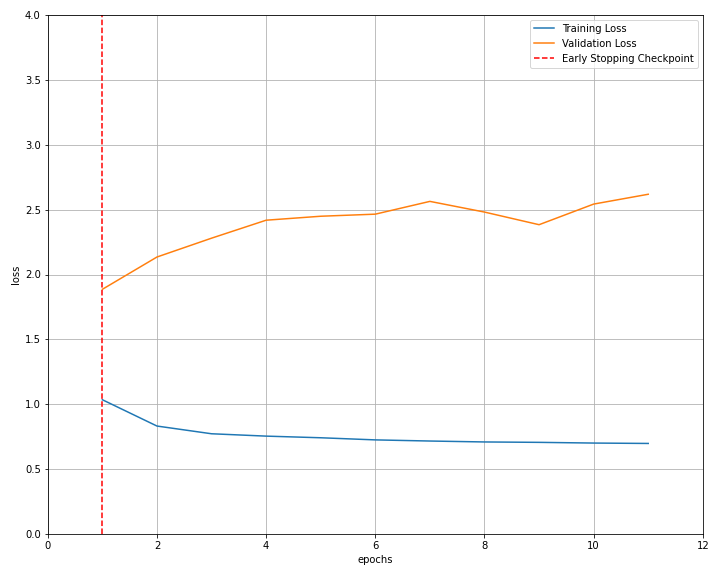 4.0
3.5
3.0
2.5
2.0
1.5
1.0
0.5
0.0
loss
Training Loss
Validation Loss
Early Stopping Checkpoint
0 2 4 6 8 10 12
epochs